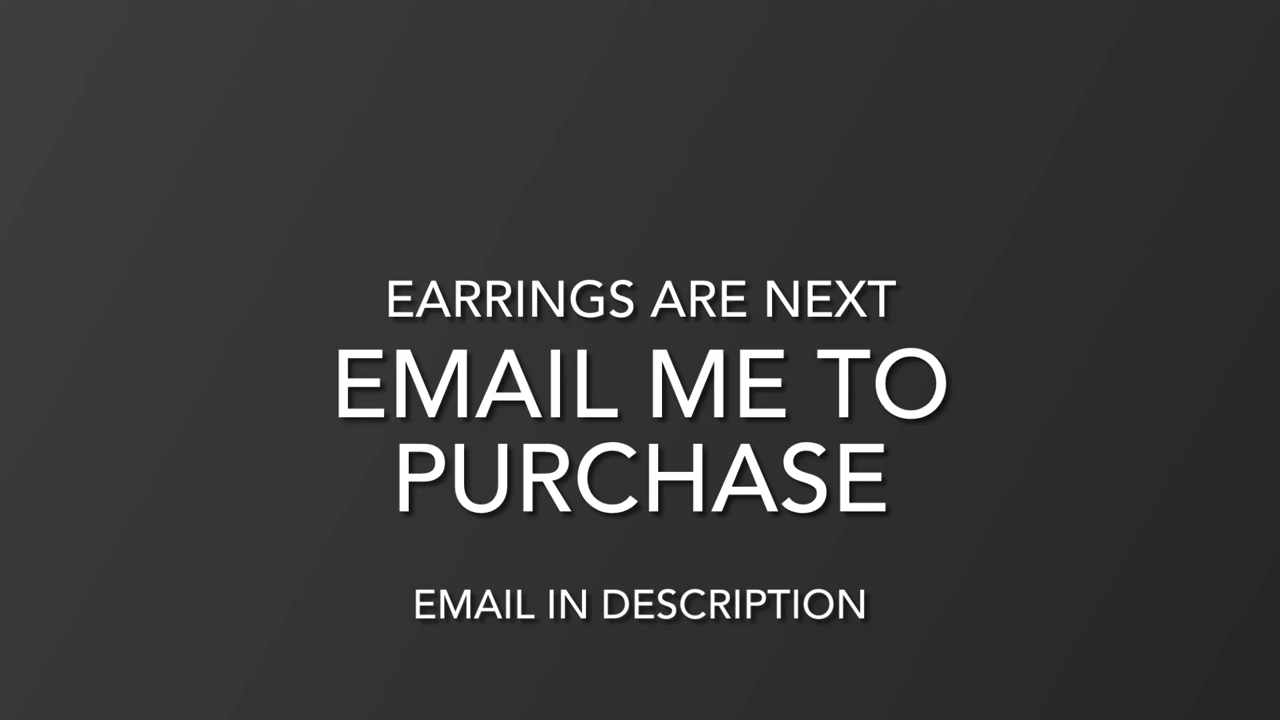 EARRINGS ARE NEXT
EMAIL ME TO
PURCHASE
EMAIL IN DESCRIPTION